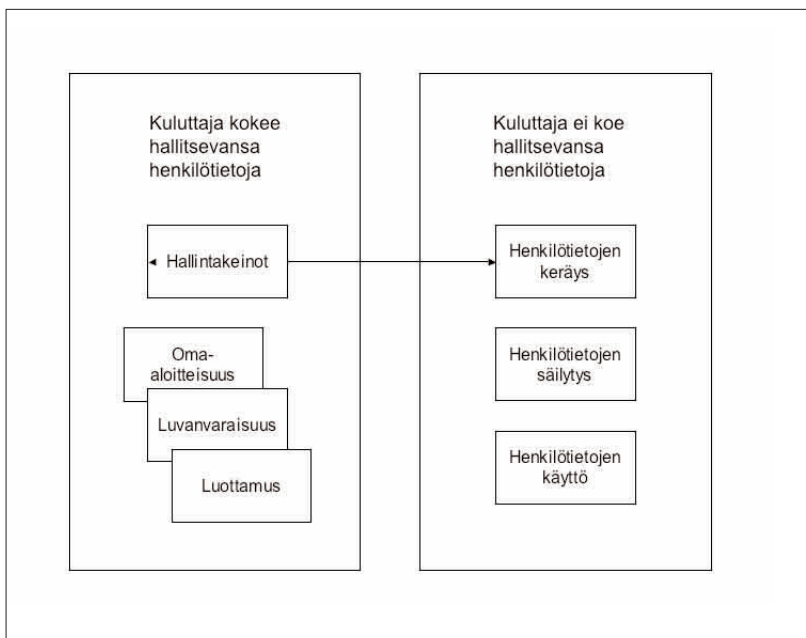 Kuluttaja kokee
hallitsevansa
henkilötietoja
Hallintakeinot
Oma-
aloitteisuus
Luvanvaraisuus
Luottamus
Kuluttaja ei koe
hallitsevansa
henkilötietoja
Henkilötietojen
keräys
Henkilötietojen
säilytys
Henkilötietojen
käyttö